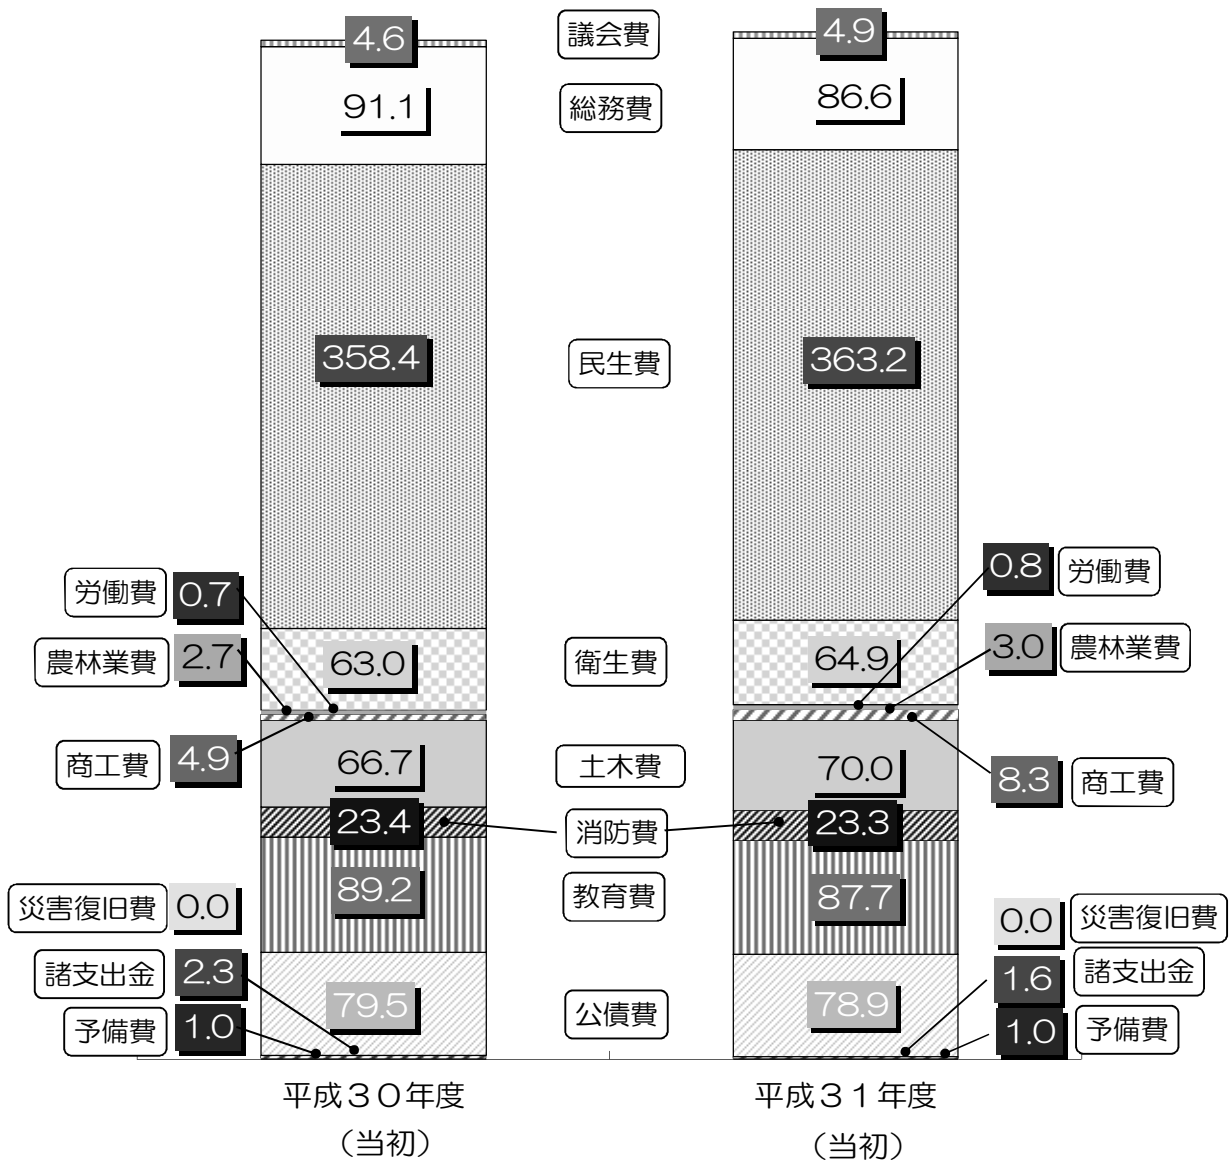 4.6 議会費 4.9
91.1 総務費 86.6
358.4 民生費 363.2
労働費 0.7 0.8 労働費
農林業費 2.7 63.0 衛生費 64.9 3.0 農林業費
商工費 4.9 66.7 土木費 70.0 8.3 商工費
23.4 消防費 23.3
災害復旧費 0.0 89.2 教育費 87.7 0.0 災害復旧費
諸支出金 2.3 1.6 諸支出金
予備費 1.0 79.5 公債費 78.9 1.0 予備費
平成30年度 平成31年度
（当初） （当初）